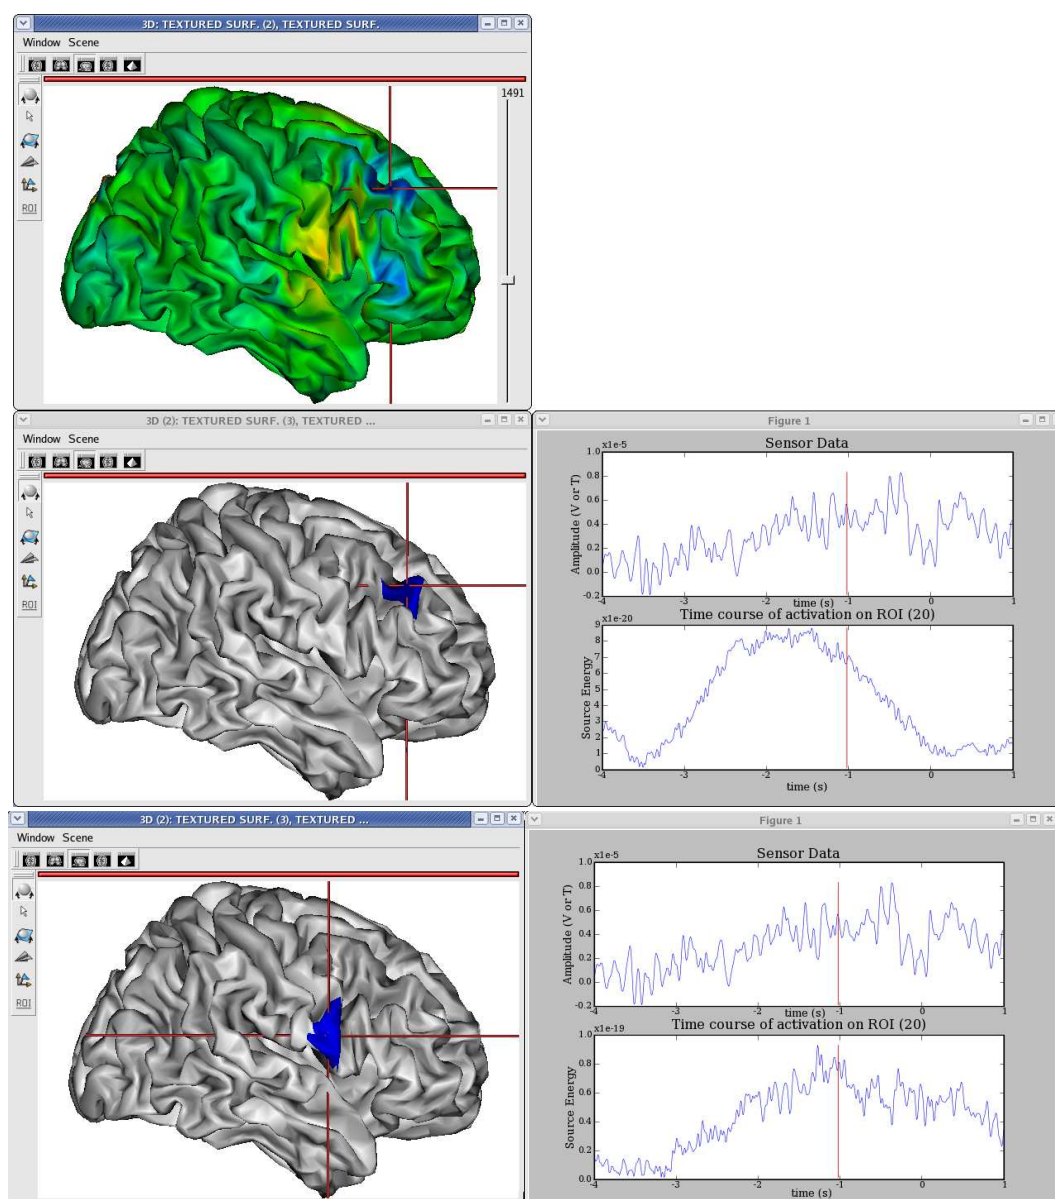 3D: TEXTURED SURF. (2), TEXTURED SURF.
Window Scene
1491
ROI
3D (2): TEXTURED SURF. (3), TEXTURED ...
Window Scene
ROI
Figure 1
Sensor Data
x1e-5
1.0
0.8
0.6
0.4
0.2
0.0
-0.2
Amplitude (V or T)
-4 -3 -2 -1 0 1
time (s)
Time course of activation on ROI (20)
x1e-20
9
8
7
6
5
4
3
2
1
0
Source Energy
-4 -3 -2 -1 0 1
time (s)
3D (2): TEXTURED SURF. (3), TEXTURED ...
Window Scene
ROI
Figure 1
Sensor Data
x1e-5
1.0
0.8
0.6
0.4
0.2
0.0
-0.2
Amplitude (V or T)
-4 -3 -2 -1 0 1
time (s)
Time course of activation on ROI (20)
x1e-19
1.0
0.8
0.6
0.4
0.2
0.0
Source Energy
-4 -3 -2 -1 0 1
time (s)